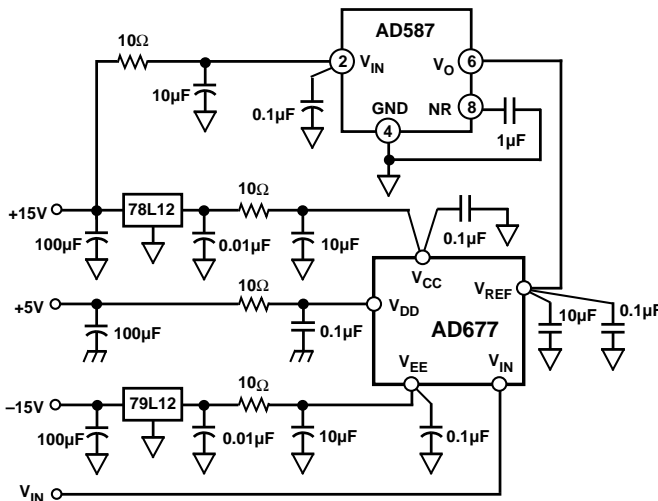 AD587
10Ω
2
V_IN
V_O
6
10µF
0.1µF
GND
NR
8
4
1µF
+15V
78L12
10Ω
100µF
0.01µF
10µF
0.1µF
V_CC
+5V
10Ω
V_DD
V_REF
100µF
0.1µF
AD677
10µF
0.1µF
V_EE
V_IN
–15V
79L12
10Ω
100µF
0.01µF
10µF
0.1µF
V_IN